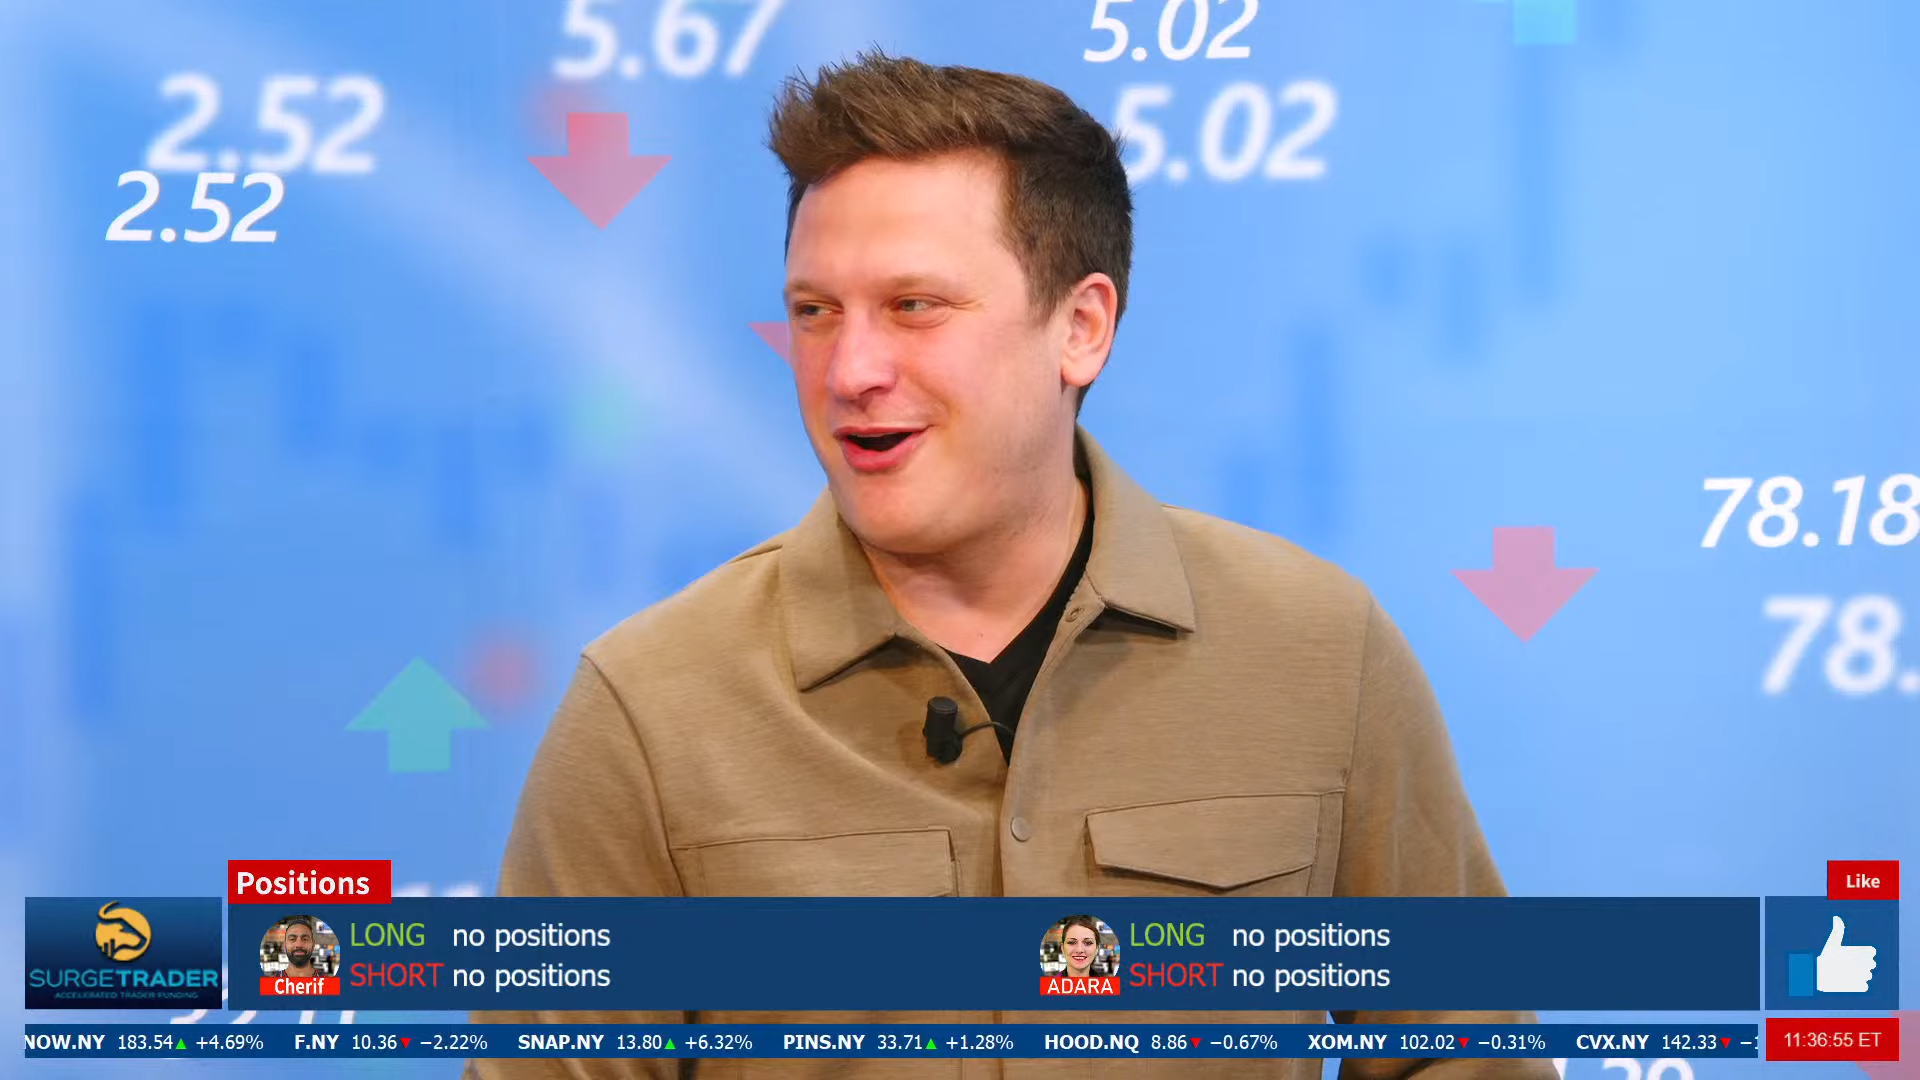 5.67
5.02
2.52
5.02
2.52
78.18
78.
Positions
Like
LONG no positions
SHORT no positions
Cherif
LONG no positions
SHORT no positions
ADARA
SURGETRADER
ACCELERATED TRADER FUNDING
NOW.NY 183.54▲ +4.69% F.NY 10.36▼ −2.22% SNAP.NY 13.80▲ +6.32% PINS.NY 33.71▲ +1.28% HOOD.NQ 8.86▼ −0.67% XOM.NY 102.02▼ −0.31% CVX.NY 142.33▼
11:36:55 ET